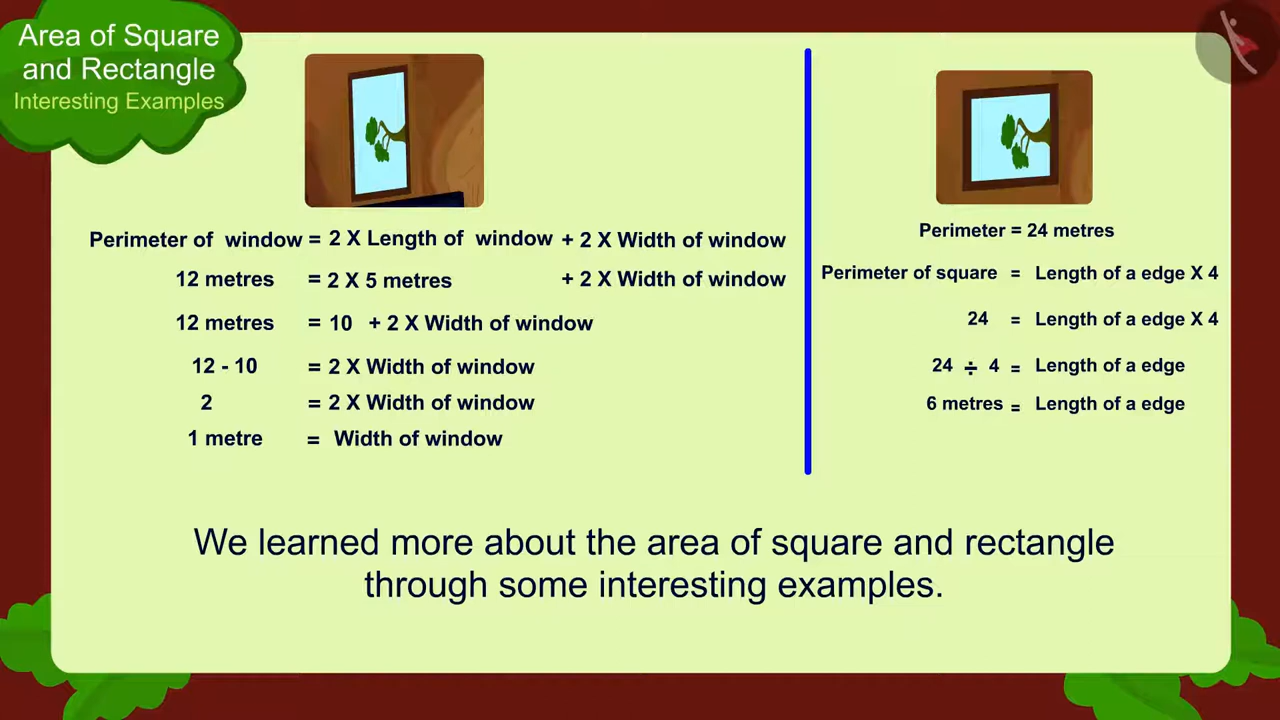 Area of Square
and Rectangle
Interesting Examples
Perimeter of window = 2 X Length of window + 2 X Width of window
12 metres = 2 X 5 metres + 2 X Width of window
12 metres = 10 + 2 X Width of window
12 - 10 = 2 X Width of window
2 = 2 X Width of window
1 metre = Width of window
Perimeter = 24 metres
Perimeter of square = Length of a edge X 4
24 = Length of a edge X 4
24 ÷ 4 = Length of a edge
6 metres = Length of a edge
We learned more about the area of square and rectangle
through some interesting examples.